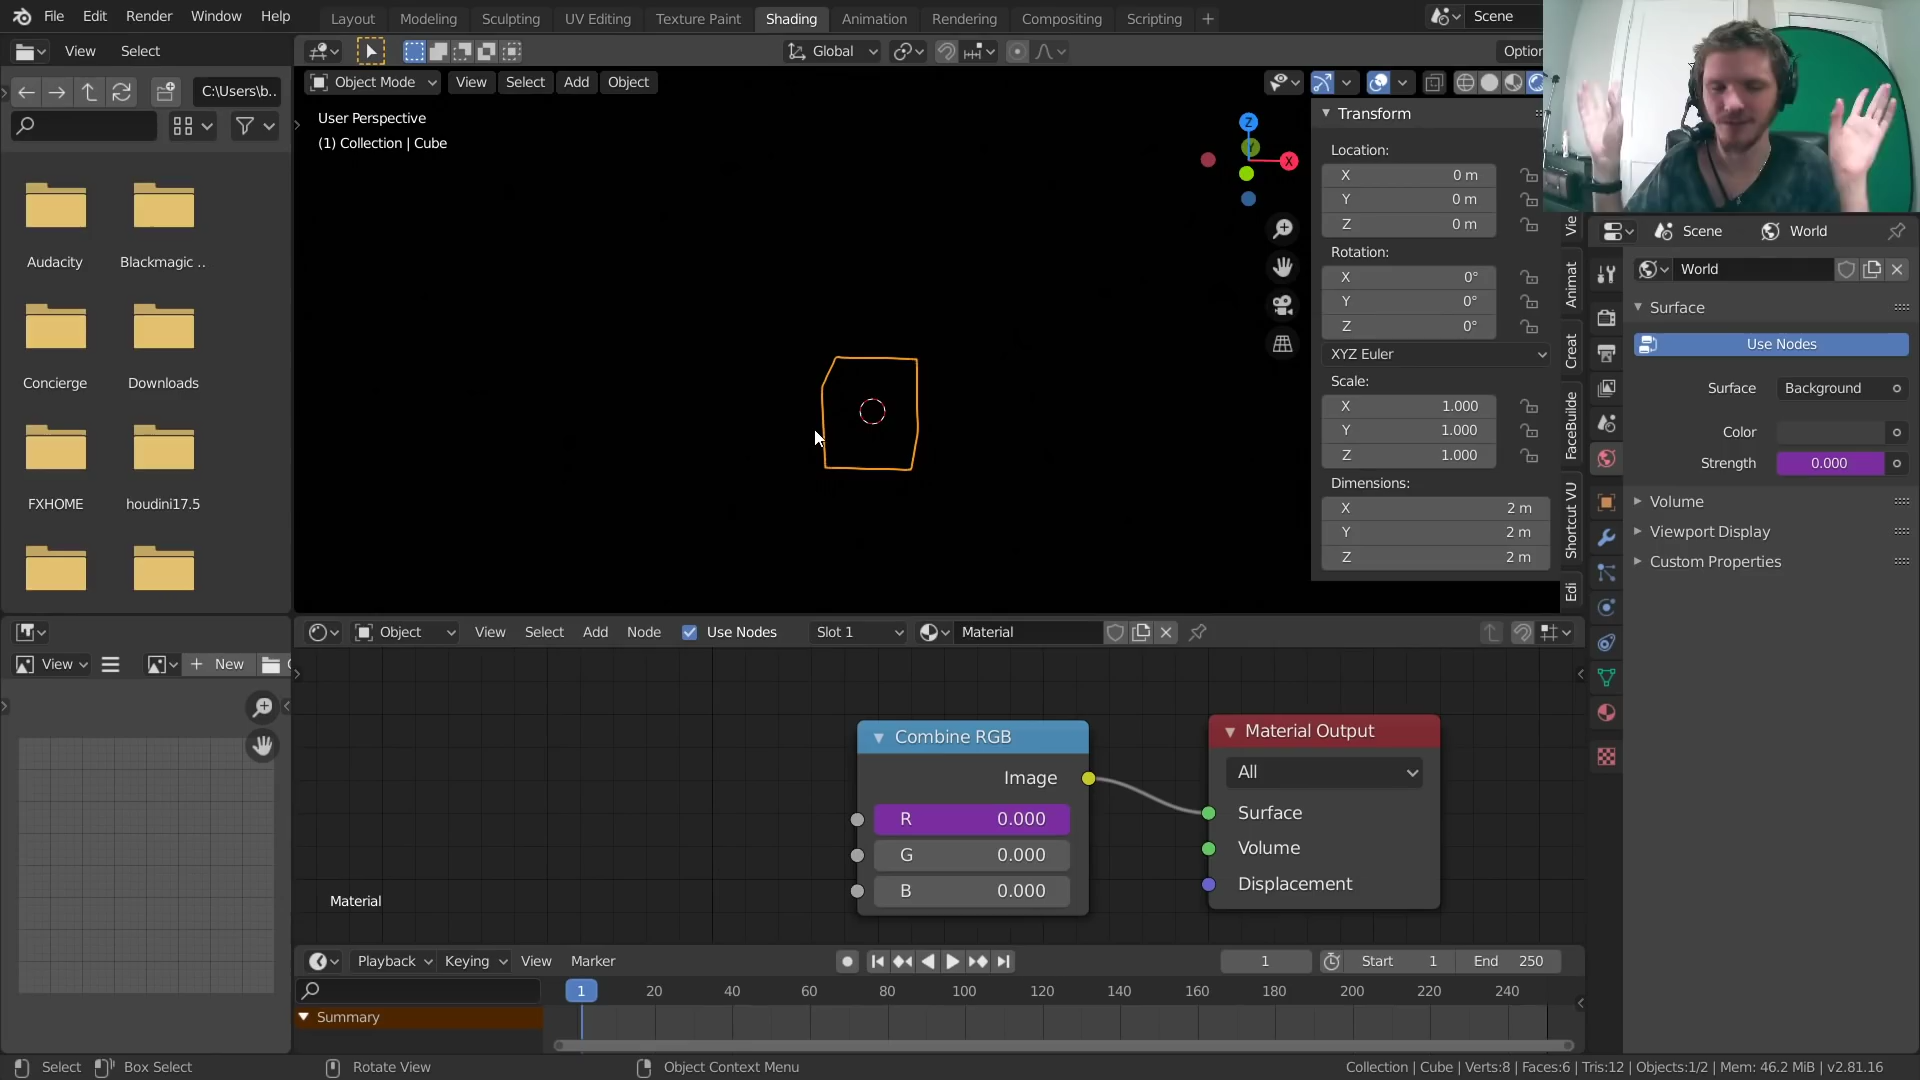 File Edit Render Window Help Layout Modeling Sculpting UV Editing Texture Paint Shading Animation Rendering Compositing Scripting + Scene
View Select Global
Object Mode View Select Add Object
C:\Users\b..
User Perspective
(1) Collection | Cube
Z
X
Y
Audacity Blackmagic ..
Concierge Downloads
FXHOME houdini17.5
Transform
Location:
X 0 m
Y 0 m
Z 0 m
Rotation:
X 0°
Y 0°
Z 0°
XYZ Euler
Scale:
X 1.000
Y 1.000
Z 1.000
Dimensions:
X 2 m
Y 2 m
Z 2 m
Vie
Animat
Creat
FaceBuilde
Shortcut VU
Edi
Scene World
World
Surface
Use Nodes
Surface Background
Color
Strength 0.000
Volume
Viewport Display
Custom Properties
Object View Select Add Node Use Nodes Slot 1 Material
View + New
Combine RGB
Image
R 0.000
G 0.000
B 0.000
Material Output
All
Surface
Volume
Displacement
Material
Playback Keying View Marker 1 Start 1 End 250
1 20 40 60 80 100 120 140 160 180 200 220 240
Summary
Select Box Select Rotate View Object Context Menu Collection | Cube | Verts:8 | Faces:6 | Tris:12 | Objects:1/2 | Mem: 46.2 MiB | v2.81.16